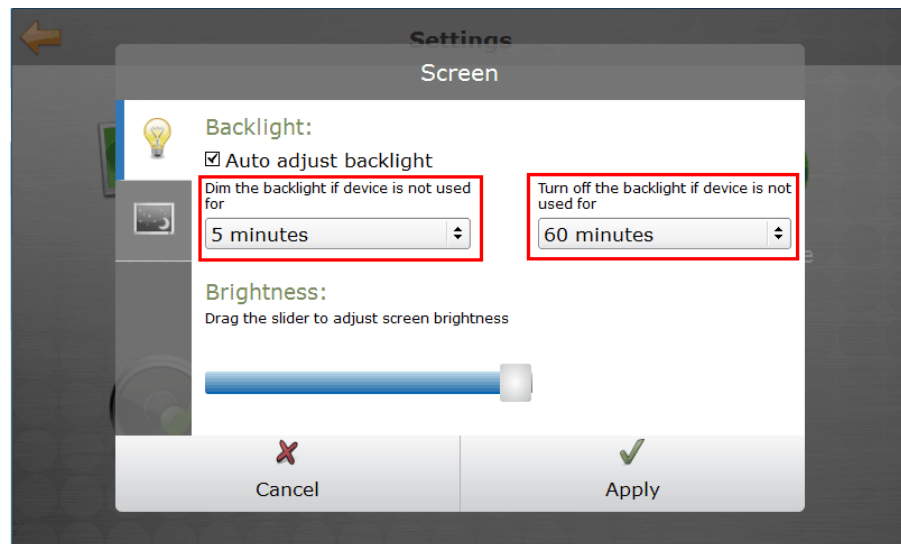 Settings
Screen
Backlight:
Auto adjust backlight
Dim the backlight if device is not used
for
5 minutes
Turn off the backlight if device is not
used for
60 minutes
Brightness:
Drag the slider to adjust screen brightness
Cancel
Apply